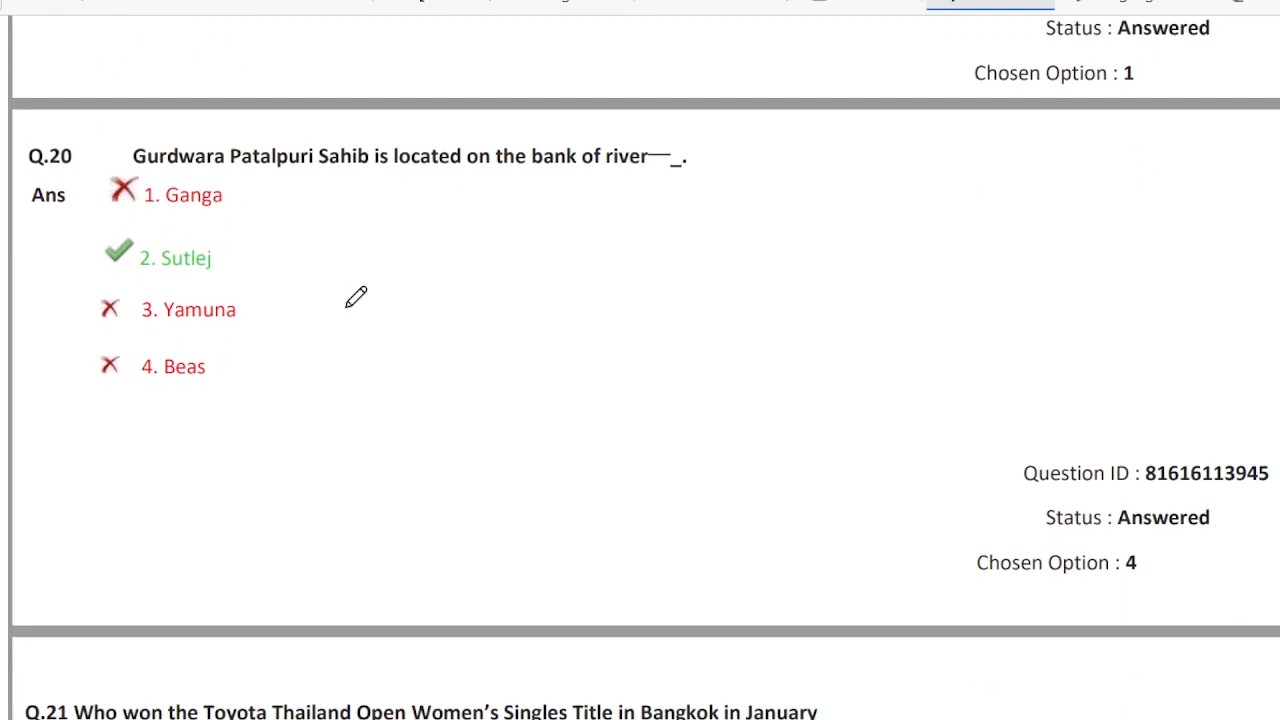 Status : Answered
Chosen Option : 1
Q.20 Gurdwara Patalpuri Sahib is located on the bank of river—_.
Ans 1. Ganga
2. Sutlej
3. Yamuna
4. Beas
Question ID : 81616113945
Status : Answered
Chosen Option : 4
Q.21 Who won the Toyota Thailand Open Women’s Singles Title in Bangkok in January